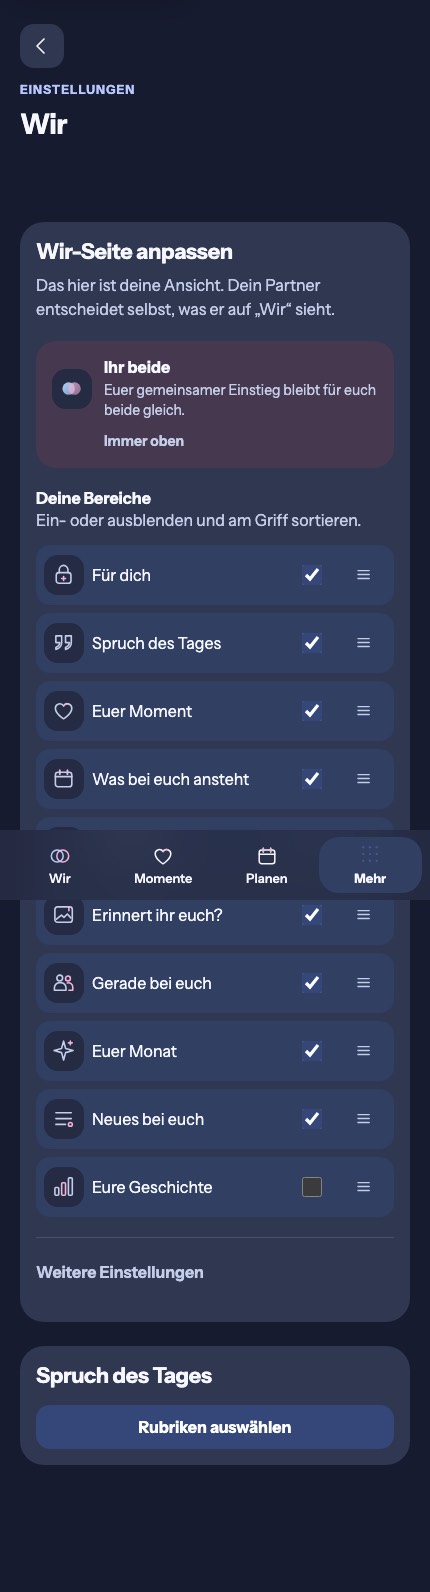 EINSTELLUNGEN
Wir
Wir-Seite anpassen
Das hier ist deine Ansicht. Dein Partner
entscheidet selbst, was er auf „Wir“ sieht.
Ihr beide
Euer gemeinsamer Einstieg bleibt für euch
beide gleich.
Immer oben
Deine Bereiche
Ein- oder ausblenden und am Griff sortieren.
Für dich
Spruch des Tages
Euer Moment
Was bei euch ansteht
Wir
Momente
Planen
Mehr
Erinnert ihr euch?
Gerade bei euch
Euer Monat
Neues bei euch
Eure Geschichte
Weitere Einstellungen
Spruch des Tages
Rubriken auswählen